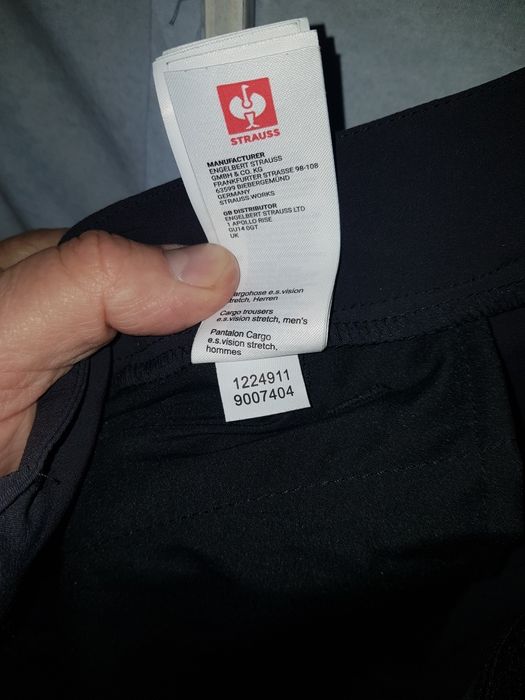 STRAUSS
MANUFACTURER
ENGELBERT STRAUSS
GMBH & CO. KG
FRANKFURTER STRASSE 98-108
63599 BIEBERGEMÜND
GERMANY
STRAUSS.WORKS
GB DISTRIBUTOR
ENGELBERT STRAUSS LTD
1 APOLLO RISE
GU14 0GT
UK
argohose e.s.vision
tretch, Herren
Cargo trousers
e.s.vision stretch, men's
Pantalon Cargo
e.s.vision stretch,
hommes
1224911
9007404